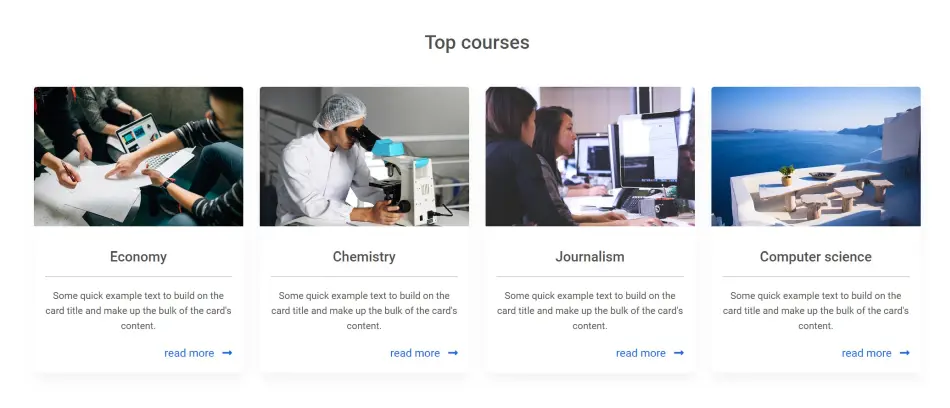 Top courses
Economy
Some quick example text to build on the
card title and make up the bulk of the card's
content.
read more
Chemistry
Some quick example text to build on the
card title and make up the bulk of the card's
content.
read more
Journalism
Some quick example text to build on the
card title and make up the bulk of the card's
content.
read more
Computer science
Some quick example text to build on the
card title and make up the bulk of the card's
content.
read more